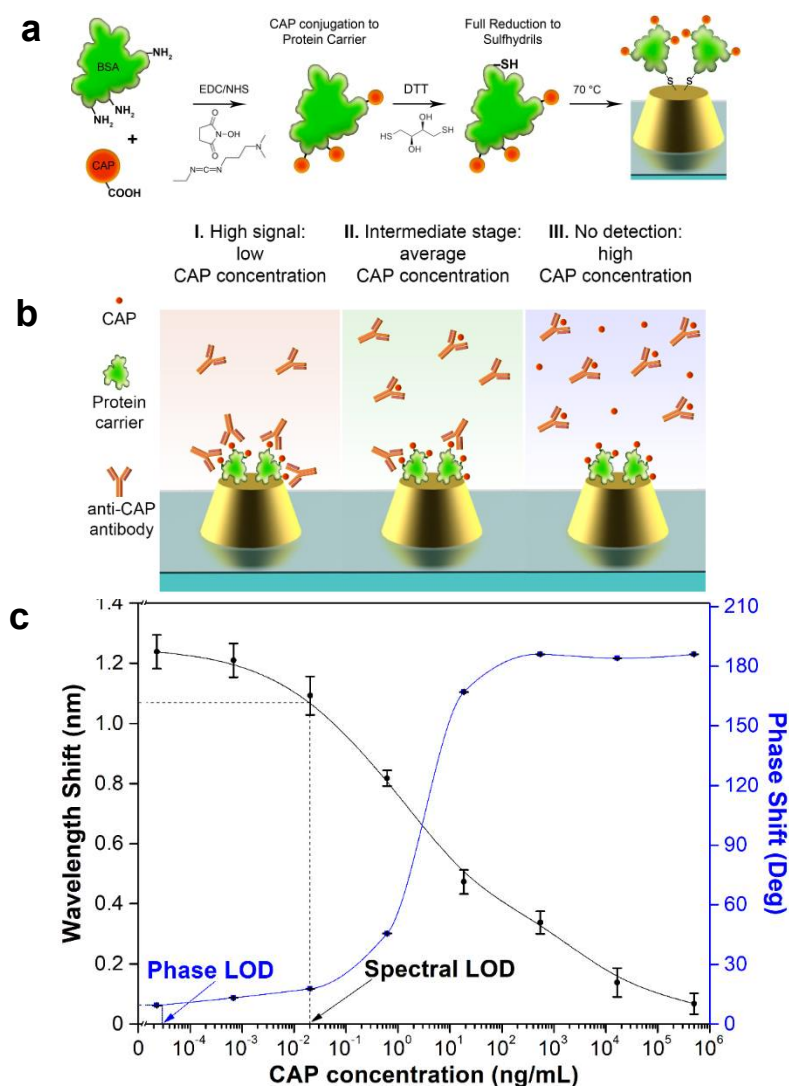 a
BSA
NH₂
NH₂
NH₂
+
CAP
COOH
EDC/NHS
O
N-OH
O
N
N=C=N
CAP conjugation to
Protein Carrier
DTT
HS
OH
OH
SH
Full Reduction to
Sulfhydrils
-SH
70 °C
S S
I. High signal:
low
CAP concentration
II. Intermediate stage:
average
CAP concentration
III. No detection:
high
CAP concentration
b
CAP
Protein
carrier
anti-CAP
antibody
c
Wavelength Shift (nm)
1.4
1.2
1.0
0.8
0.6
0.4
0.2
0
Phase Shift (Deg)
210
180
150
120
90
60
30
0
Phase LOD
Spectral LOD
0 10⁻⁴ 10⁻³ 10⁻² 10⁻¹ 10⁰ 10¹ 10² 10³ 10⁴ 10⁵ 10⁶
CAP concentration (ng/mL)